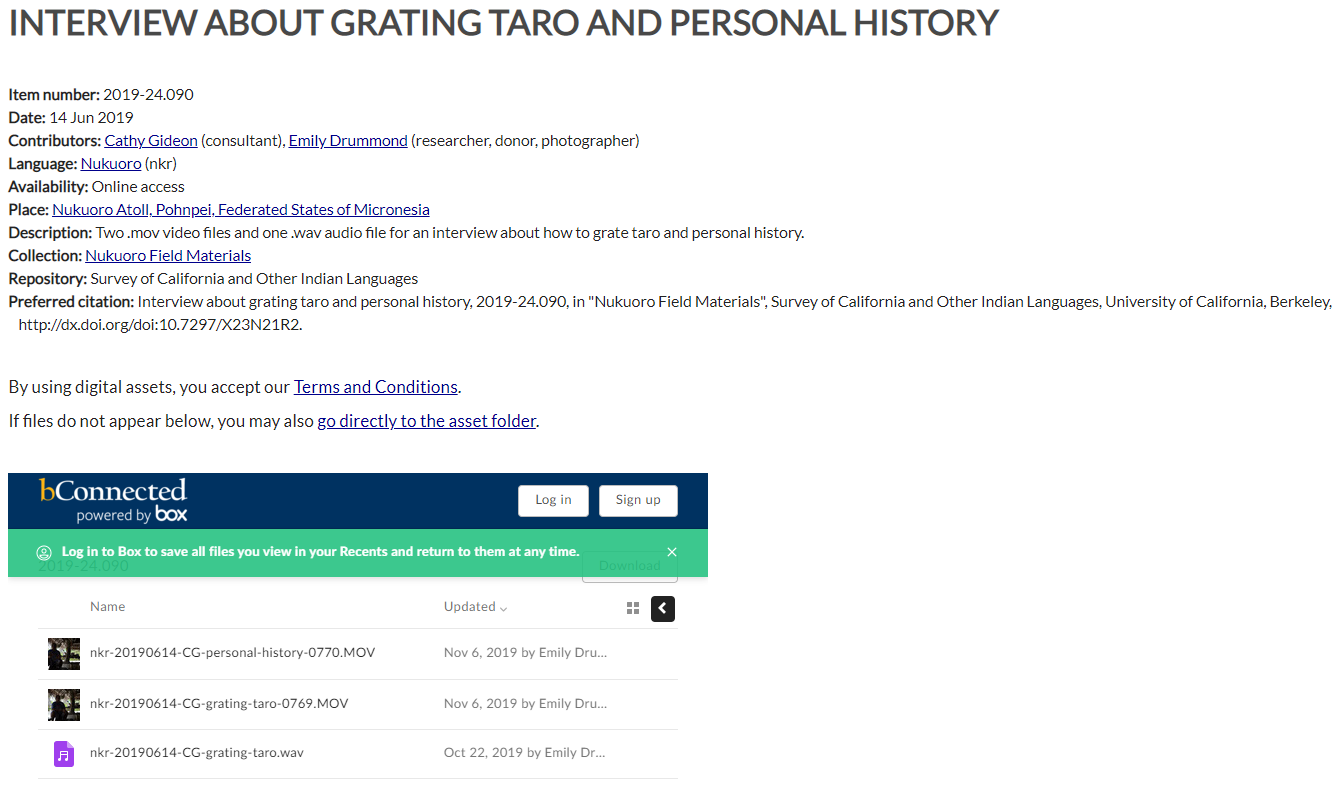 INTERVIEW ABOUT GRATING TARO AND PERSONAL HISTORY
Item number: 2019-24.090
Date: 14 Jun 2019
Contributors: Cathy Gideon (consultant), Emily Drummond (researcher, donor, photographer)
Language: Nukuoro (nkr)
Availability: Online access
Place: Nukuoro Atoll, Pohnpei, Federated States of Micronesia
Description: Two .mov video files and one .wav audio file for an interview about how to grate taro and personal history.
Collection: Nukuoro Field Materials
Repository: Survey of California and Other Indian Languages
Preferred citation: Interview about grating taro and personal history, 2019-24.090, in "Nukuoro Field Materials", Survey of California and Other Indian Languages, University of California, Berkeley,
http://dx.doi.org/doi:10.7297/X23N21R2.
By using digital assets, you accept our Terms and Conditions.
If files do not appear below, you may also go directly to the asset folder.
bConnected
powered by box
Log in Sign up
Log in to Box to save all files you view in your Recents and return to them at any time.
2019-24.090 Download
Name Updated
nkr-20190614-CG-personal-history-0770.MOV Nov 6, 2019 by Emily Dru...
nkr-20190614-CG-grating-taro-0769.MOV Nov 6, 2019 by Emily Dru...
nkr-20190614-CG-grating-taro.wav Oct 22, 2019 by Emily Dr...